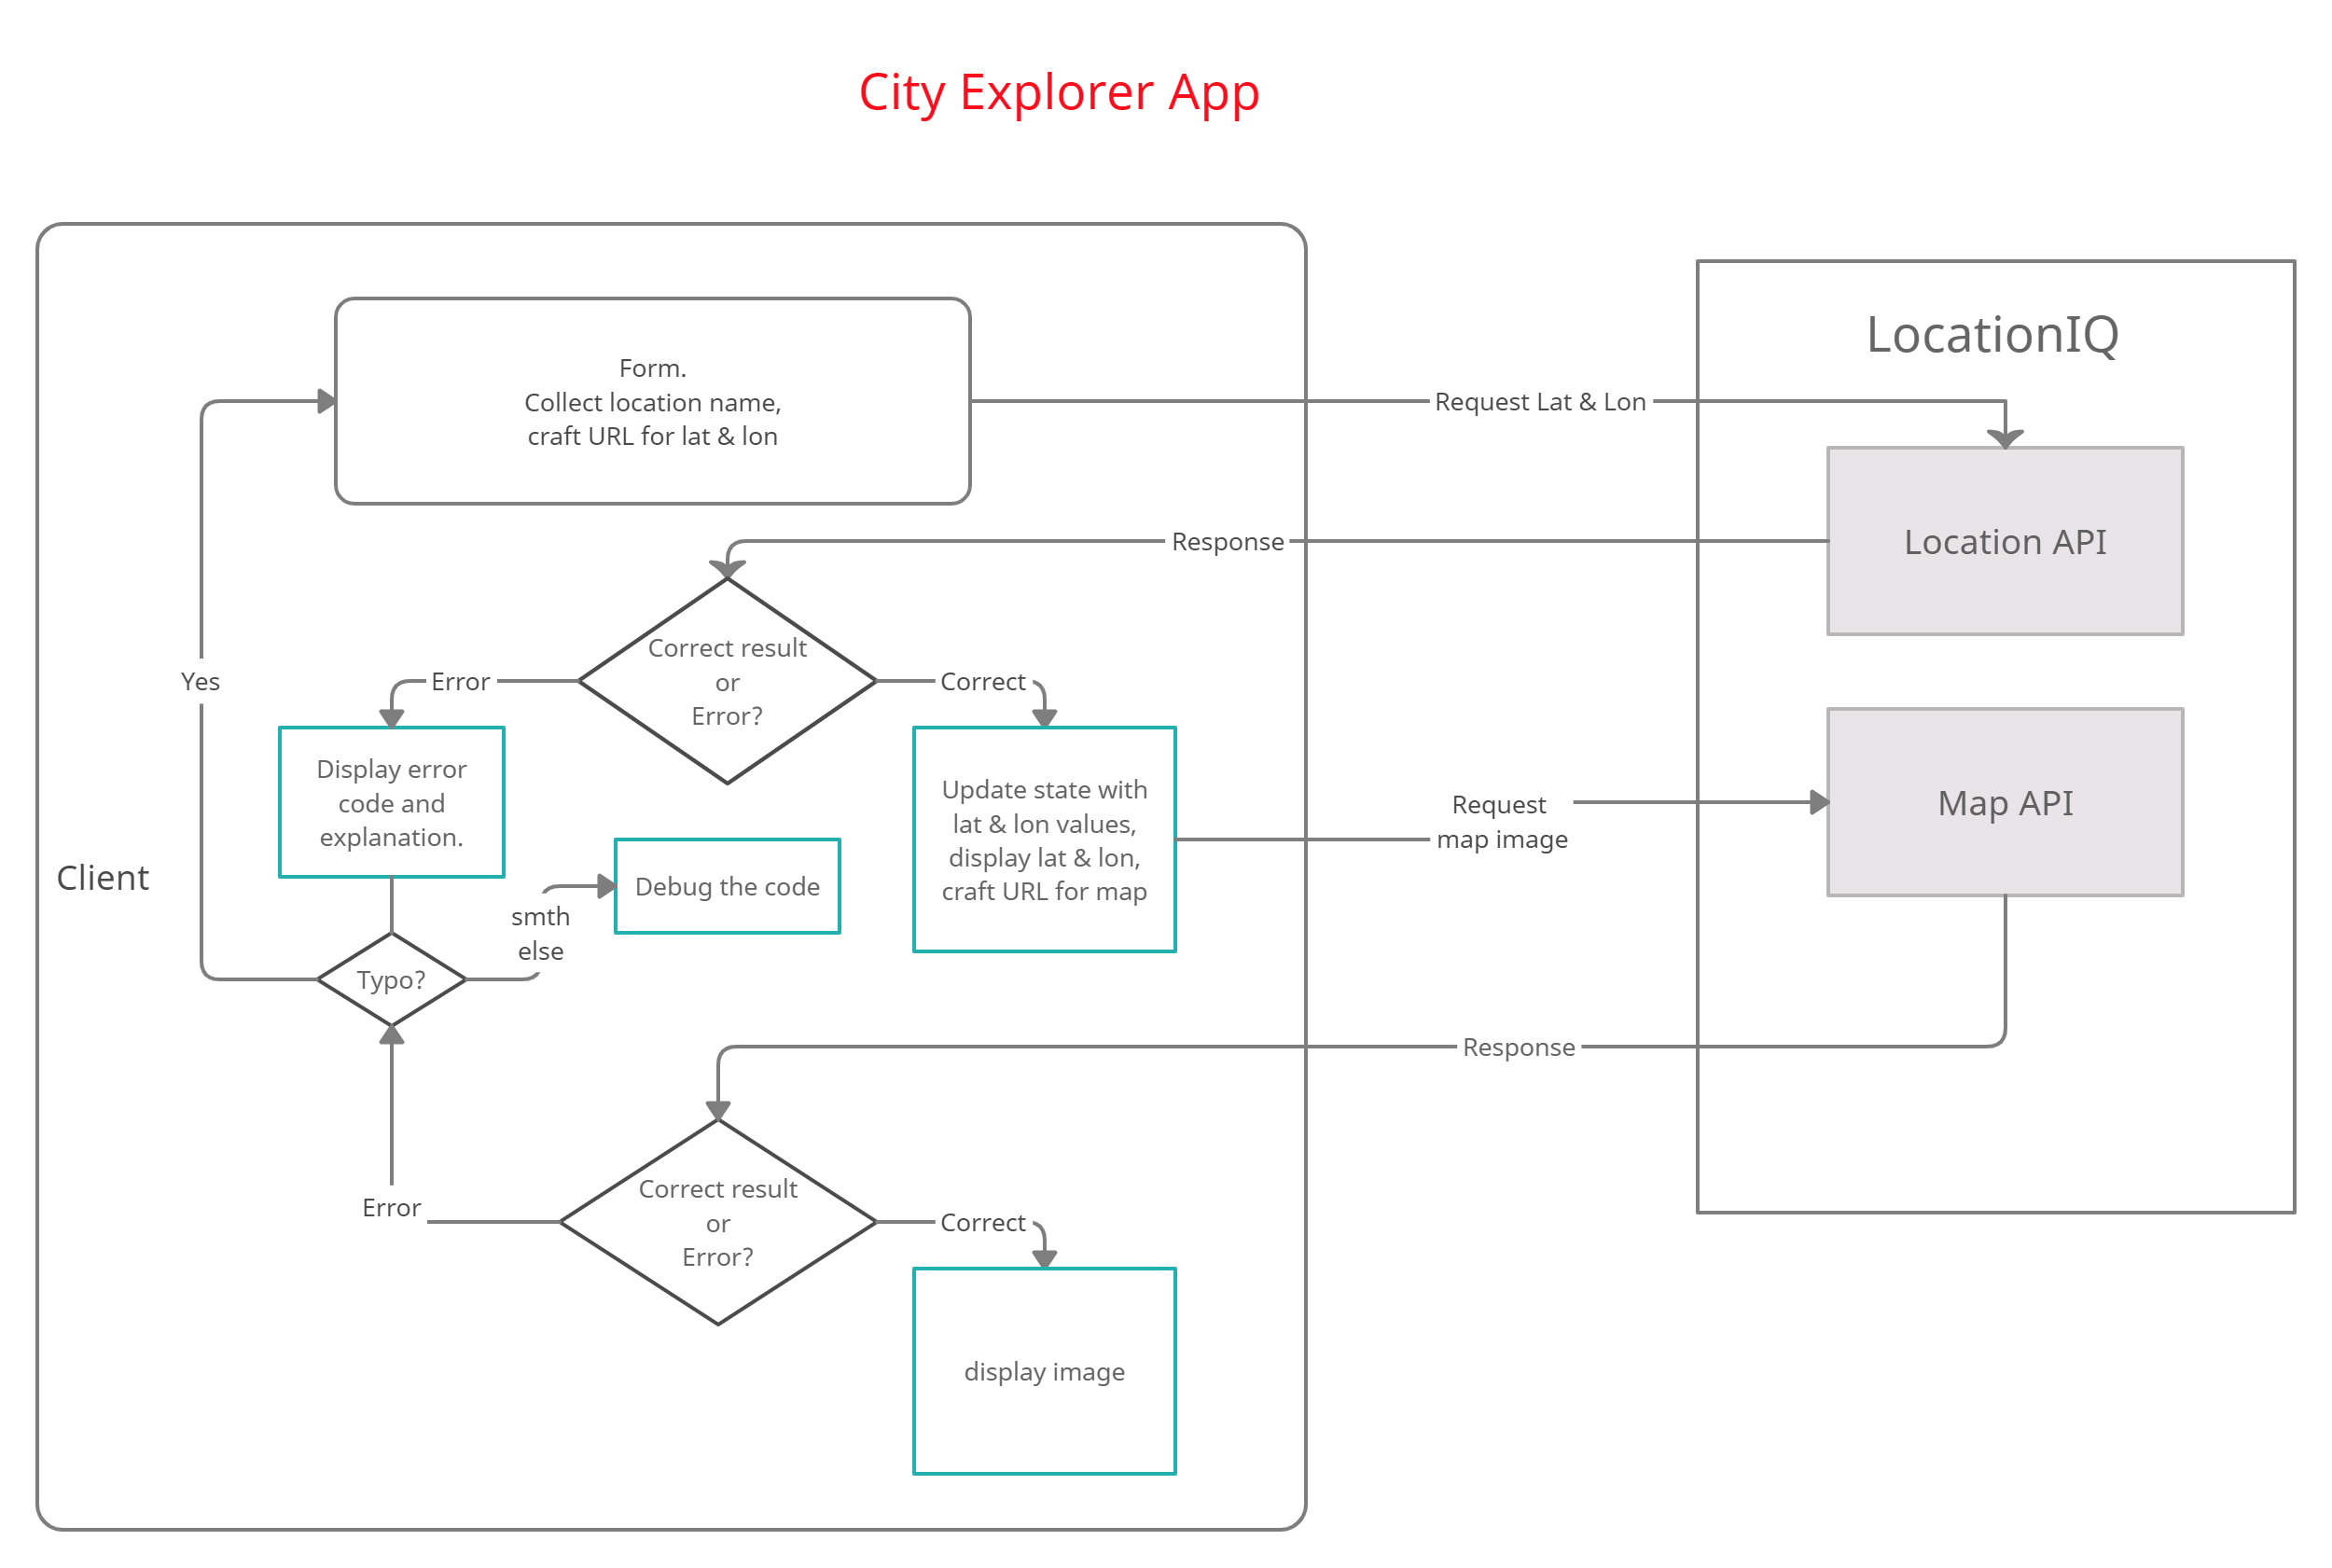 City Explorer App
LocationIQ
Form.
Collect location name,
craft URL for lat & lon
Request Lat & Lon
Location API
Response
Correct result
or
Error?
Yes
Error
Correct
Display error
code and
explanation.
Update state with
lat & lon values,
display lat & lon,
craft URL for map
Request
map image
Map API
Client
Debug the code
smth
else
Typo?
Response
Correct result
or
Error?
Error
Correct
display image